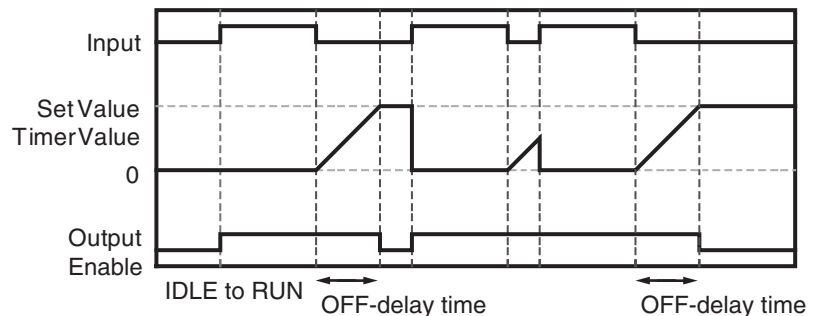 Input
Set Value
Timer Value
0
Output
Enable
IDLE to RUN
OFF-delay time
OFF-delay time